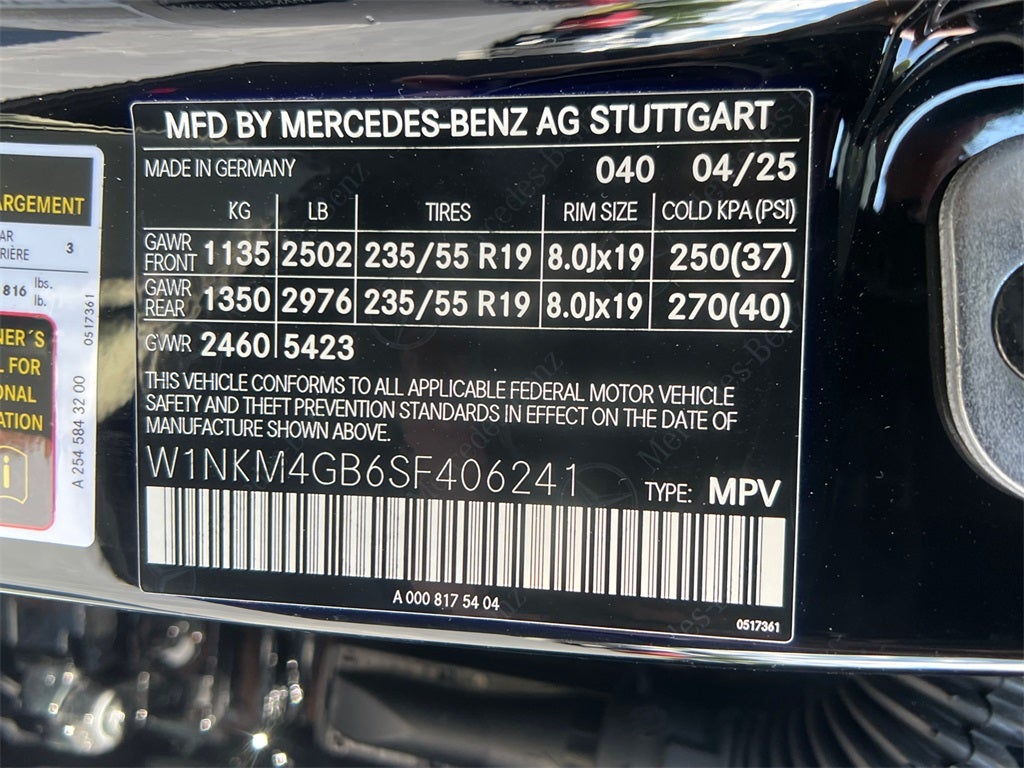 MFD BY MERCEDES-BENZ AG STUTTGART
MADE IN GERMANY 040 04/25
KG LB TIRES RIM SIZE COLD KPA(PSI)
GAWR FRONT 1135 2502 235/55 R19 8.0Jx19 250(37)
GAWR REAR 1350 2976 235/55 R19 8.0Jx19 270(40)
GVWR 2460 5423
THIS VEHICLE CONFORMS TO ALL APPLICABLE FEDERAL MOTOR VEHICLE
SAFETY AND THEFT PREVENTION STANDARDS IN EFFECT ON THE DATE OF
MANUFACTURE SHOWN ABOVE.
W1NKM4GB6SF406241 TYPE: MPV
A 000 817 54 04
0517361
ARGEMENT
AR
RIÈRE 3
816 lbs.
lb.
NER´S
L FOR
ONAL
ATION
i
A 254 584 32 00
0517361